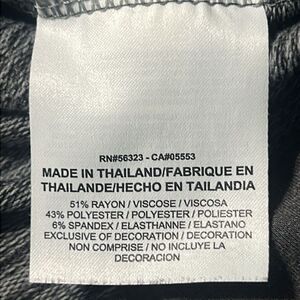 RN#56323 - CA#05553
MADE IN THAILAND/FABRIQUE EN
THAILANDE/HECHO EN TAILANDIA
51% RAYON / VISCOSE / VISCOSA
43% POLYESTER / POLYESTER / POLIESTER
6% SPANDEX / ELASTHANNE / ELASTANO
EXCLUSIVE OF DECORATION / DECORATION
NON COMPRISE / NO INCLUYE LA
DECORACION